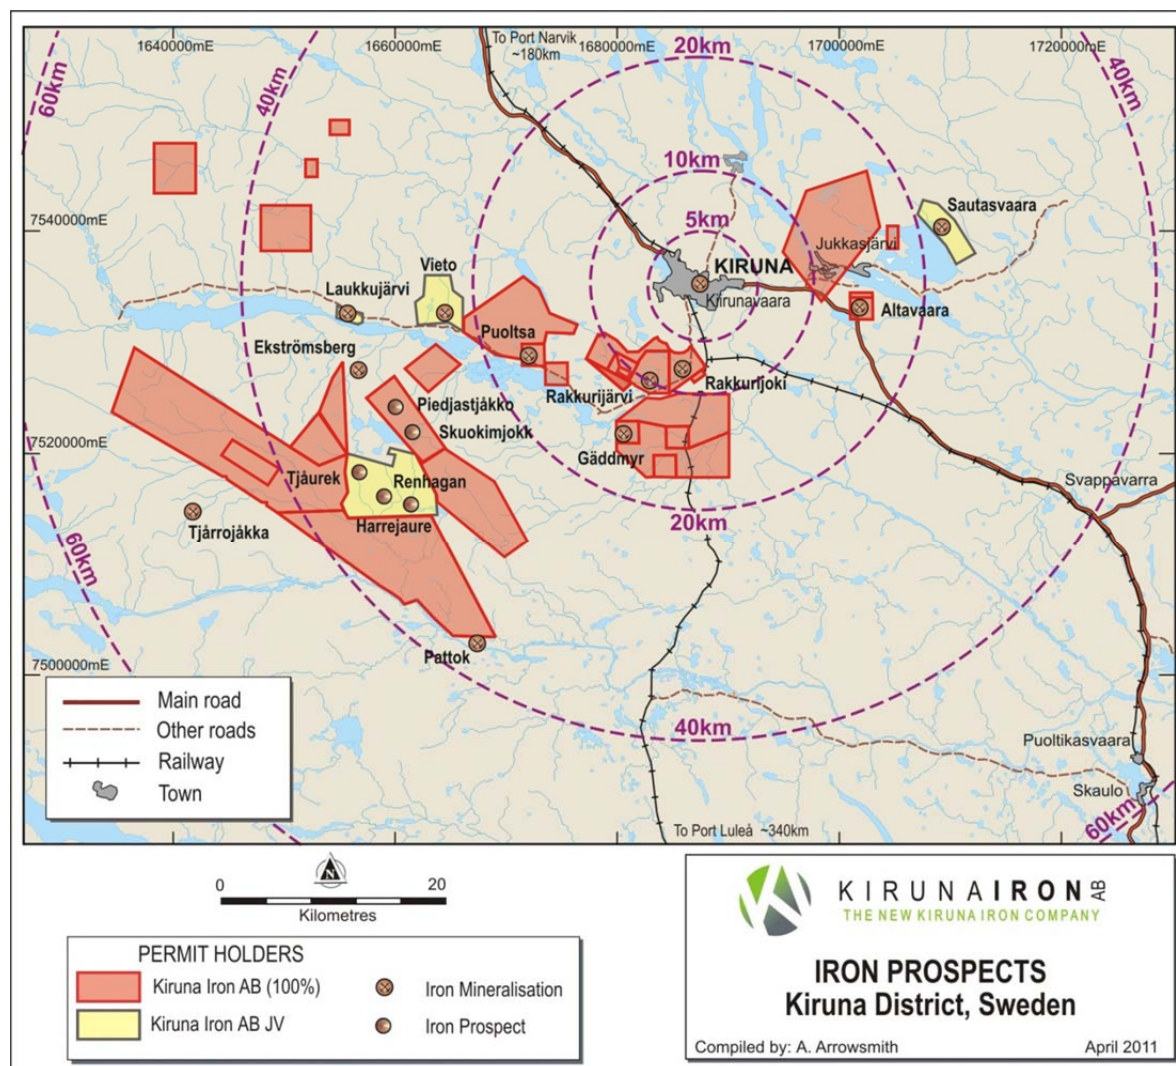 1640000mE
1660000mE
To Port Narvik
~180km
1680000mE
20km
1700000mE
1720000mE
60km
40km
40km
10km
Sautasvaara
7540000mE
5km
Jukkasjärvi
KIRUNA
Vieto
Laukkujärvi
Kiirunavaara
Altavaara
Puoltsa
Ekströmsberg
Rakkurijärvi
Rakkurijoki
Piedjastjåkko
Skuokimjokk
7520000mE
Gäddmyr
Tjåurek
Renhagan
Svappavarra
Harrejaure
Tjårrojåkka
20km
60km
Pattok
7500000mE
40km
Main road
Other roads
Railway
Town
Puoltikasvaara
Skaulo
60km
To Port Luleå ~340km
N
0 20
Kilometres
PERMIT HOLDERS
Kiruna Iron AB (100%)
Iron Mineralisation
Kiruna Iron AB JV
Iron Prospect
KIRUNAIRON AB
THE NEW KIRUNA IRON COMPANY
IRON PROSPECTS
Kiruna District, Sweden
Compiled by: A. Arrowsmith April 2011